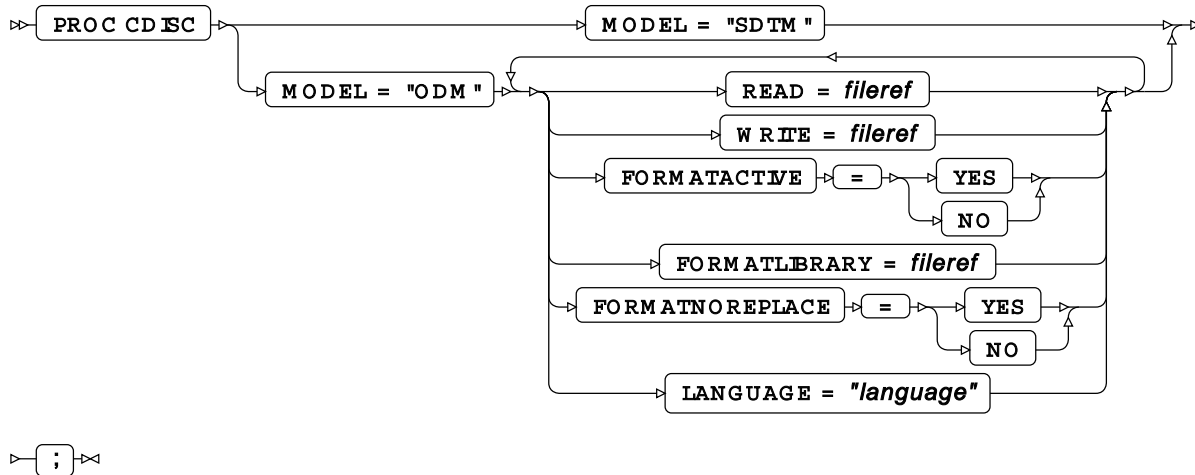 PROC CDISC
MODEL = "SDTM"
MODEL = "ODM"
READ = fileref
WRITE = fileref
FORMATACTIVE = YES
NO
FORMATLIBRARY = fileref
FORMATNOREPLACE = YES
NO
LANGUAGE = "language"
;